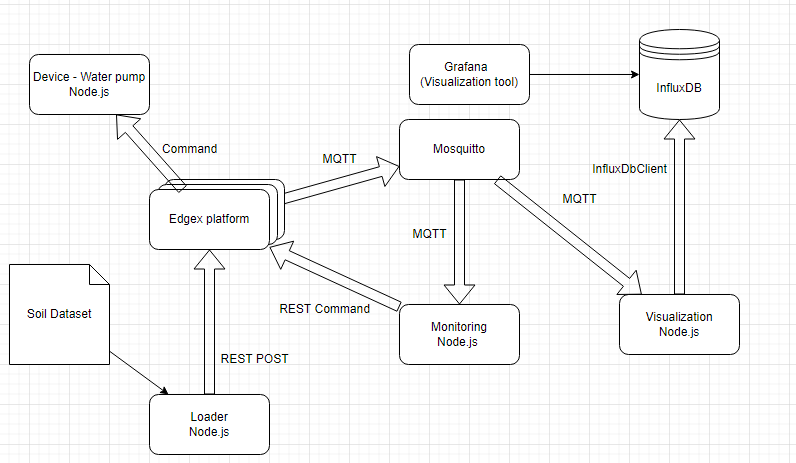 Device - Water pump
Node.js
Grafana
(Visualization tool)
InfluxDB
Command
MQTT
Mosquitto
InfluxDbClient
MQTT
Edgex platform
MQTT
Soil Dataset
REST Command
Monitoring
Node.js
Visualization
Node.js
REST POST
Loader
Node.js